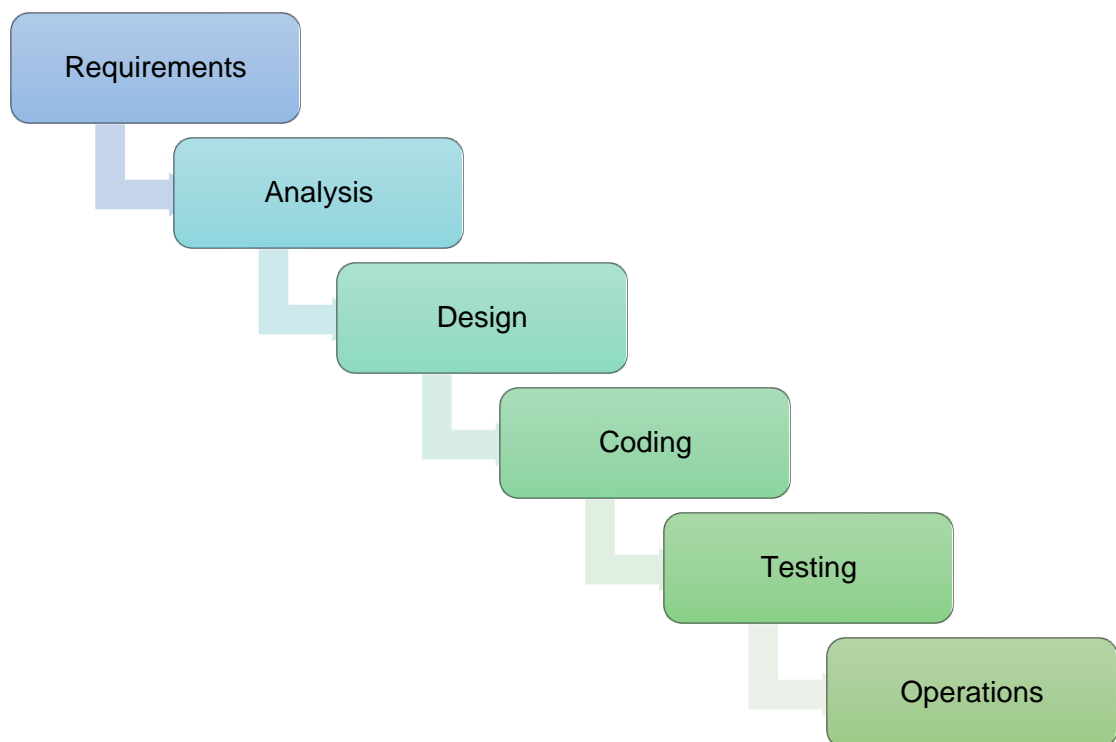 Requirements
Analysis
Design
Coding
Testing
Operations